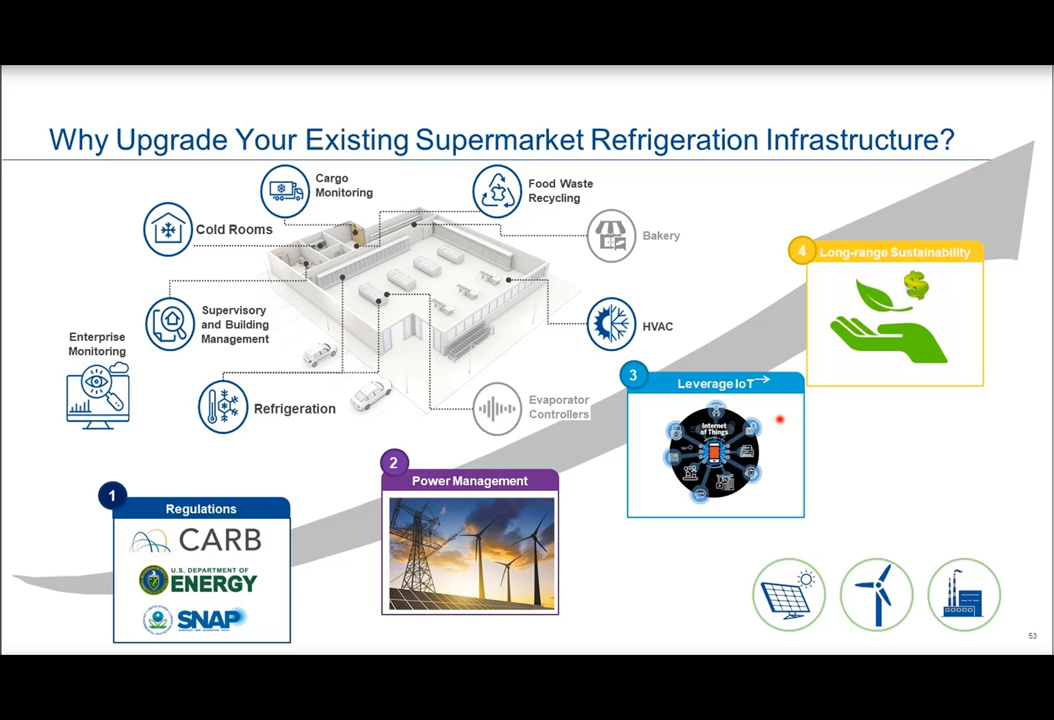 Why Upgrade Your Existing Supermarket Refrigeration Infrastructure?
Cargo
Monitoring
Food Waste
Recycling
Cold Rooms
Bakery
Supervisory
and Building
Management
HVAC
Enterprise
Monitoring
Refrigeration
Evaporator
Controllers
1
Regulations
CARB
U.S. DEPARTMENT OF
ENERGY
SNAP
2
Power Management
3
Leverage IoT
Internet
of Things
4
Long-range Sustainability
$
53